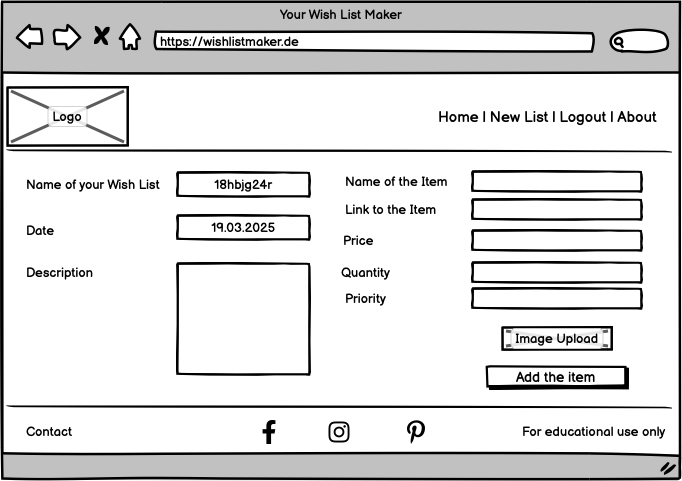 Your Wish List Maker
https://wishlistmaker.de
Logo
Home | New List | Logout | About
Name of your Wish List
18hbjg24r
Name of the Item
Link to the Item
Date
19.03.2025
Price
Description
Quantity
Priority
Image Upload
Add the item
Contact
For educational use only